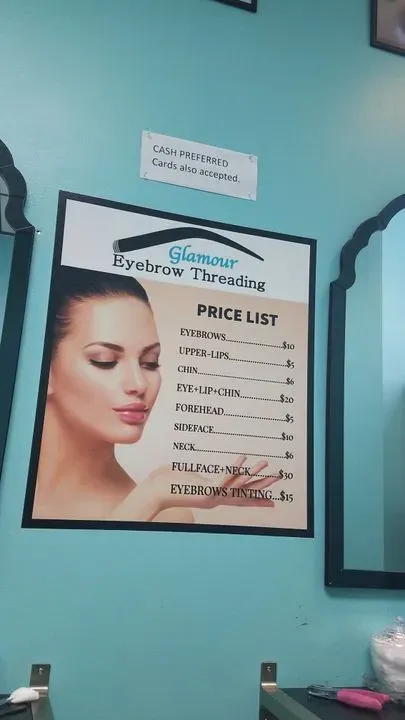 CASH PREFERRED
Cards also accepted.
Glamour
Eyebrow Threading
PRICE LIST
EYEBROWS..............................$10
UPPER-LIPS..............................$5
CHIN..............................$6
EYE+LIP+CHIN..............$20
FOREHEAD......................$5
SIDEFACE..............................$10
NECK..............................$6
FULLFACE+NECK............$30
EYEBROWS TINTING...$15